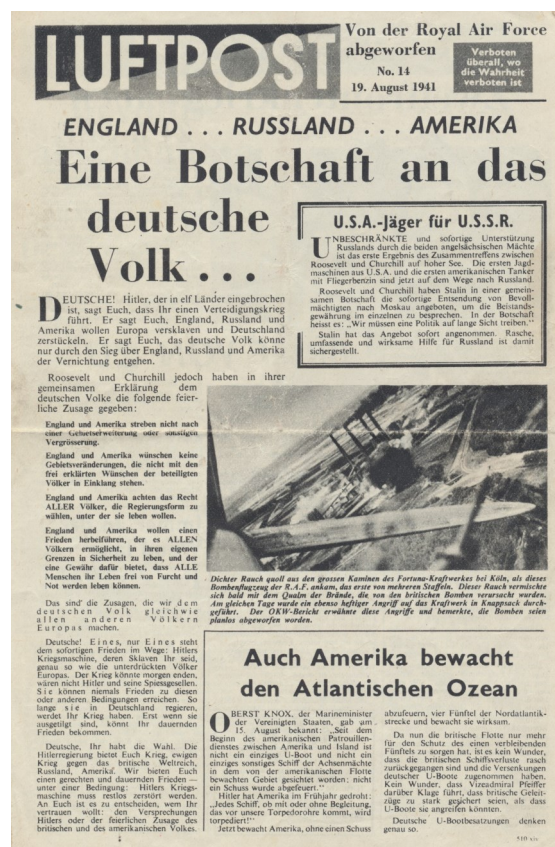 LUFTPOST
Von der Royal Air Force
abgeworfen
No. 14
19. August 1941
Verboten
überall, wo
die Wahrheit
verboten ist
ENGLAND . . . RUSSLAND . . . AMERIKA
Eine Botschaft an das
deutsche
Volk . . .
DEUTSCHE! Hitler, der in elf Länder eingebrochen
ist, sagt Euch, dass Ihr einen Verteidigungskrieg
führt. Er sagt Euch, England, Russland und
Amerika wollen Europa versklaven und Deutschland
zerstückeln. Er sagt Euch, das deutsche Volk könne
nur durch den Sieg über England, Russland und Amerika
der Vernichtung entgehen.
Roosevelt und Churchill jedoch haben in ihrer
gemeinsamen Erklärung dem
deutschen Volke die folgende feier-
liche Zusage gegeben:
England und Amerika streben nicht nach
einer Gebietserweiterung oder sonstigen
Vergrösserung.
England und Amerika wünschen keine
Gebietsveränderungen, die nicht mit den
frei erklärten Wünschen der beteiligten
Völker in Einklang stehen.
England und Amerika achten das Recht
ALLER Völker, die Regierungsform zu
wählen, unter der sie leben wollen.
England und Amerika wollen einen
Frieden herbeiführen, der es ALLEN
Völkern ermöglicht, in ihren eigenen
Grenzen in Sicherheit zu leben, und der
eine Gewähr dafür bietet, dass ALLE
Menschen ihr Leben frei von Furcht und
Not werden leben können.
Das sind die Zusagen, die wir dem
deutschen Volk gleichwie
allen anderen Völkern
Europas machen.
Deutsche! Eines, nur Eines steht
dem sofortigen Frieden im Wege: Hitlers
Kriegsmaschine, deren Sklaven Ihr seid,
genau so wie die unterdrückten Völker
Europas. Der Krieg könnte morgen enden,
wären nicht Hitler und seine Spiessgesellen.
Sie können niemals Frieden zu diesen
oder anderen Bedingungen erreichen. So
lange sie in Deutschland regieren,
werdet Ihr Krieg haben. Erst wenn sie
ausgetilgt sind, könnt Ihr dauernden
Frieden bekommen.
Deutsche, Ihr habt die Wahl. Die
Hitlerregierung bietet Euch Krieg, ewigen
Krieg gegen das britische Weltreich,
Russland, Amerika. Wir bieten Euch
einen gerechten und dauernden Frieden —
unter einer Bedingung: Hitlers Kriegs-
maschine muss restlos zerstört werden.
An Euch ist es zu entscheiden, wem Ihr
vertrauen wollt: den Versprechungen
Hitlers oder der feierlichen Zusage des
britischen und des amerikanischen Volkes.
U.S.A.-Jäger für U.S.S.R.
UNBESCHRÄNKTE und sofortige Unterstützung
Russlands durch die beiden angelsächsischen Mächte
ist das erste Ergebnis des Zusammentreffens zwischen
Roosevelt und Churchill auf hoher See. Die ersten Jagd-
maschinen aus U.S.A. und die ersten amerikanischen Tanker
mit Fliegerbenzin sind jetzt auf dem Wege nach Russland.
Roosevelt und Churchill haben Stalin in einer gemein-
samen Botschaft die sofortige Entsendung von Bevoll-
mächtigten nach Moskau angeboten, um die Beistands-
gewährung im einzelnen zu besprechen. In der Botschaft
heisst es: „Wir müssen eine Politik auf lange Sicht treiben."
Stalin hat das Angebot sofort angenommen. Rasche,
umfassende und wirksame Hilfe für Russland ist damit
sichergestellt.
Dichter Rauch quoll aus den grossen Kaminen des Fortuna-Kraftwerkes bei Köln, als dieses
Bombenflugzeug der R.A.F. ankam, das erste von mehreren Staffeln. Dieser Rauch vermischte
sich bald mit dem Qualm der Brände, die von den britischen Bomben verursacht wurden.
Am gleichen Tage wurde ein ebenso heftiger Angriff auf das Kraftwerk in Knappsack durch-
geführt. Der OKW-Bericht erwähnte diese Angriffe und bemerkte, die Bomben seien
planlos abgeworfen worden.
Auch Amerika bewacht
den Atlantischen Ozean
OBERST KNOX, der Marineminister
der Vereinigten Staaten, gab am
15. August bekannt: „Seit dem
Beginn des amerikanischen Patrouillen-
dienstes zwischen Amerika und Island ist
nicht ein einziges U-Boot und nicht ein
einziges sonstiges Schiff der Achsenmächte
in dem von der amerikanischen Flotte
bewachten Gebiet gesichtet worden: nicht
ein Schuss wurde abgefeuert."
Hitler hat am Frühjahr gedroht:
„Jedes Schiff, ob mit oder ohne Begleitung,
das vor unsere Torpedorohre kommt, wird
torpediert!"
Jetzt bewacht Amerika, ohne einen Schuss
abzufeuern, vier Fünftel der Nordatlantik-
strecke und bewacht sie wirksam.
Da nun die britische Flotte nur mehr
für den Schutz des einen verbleibenden
Fünftels zu sorgen hat, ist es kein Wunder,
dass die britischen Schiffsverluste rasch
zurückgegangen sind und die Versenkungen
deutscher U-Boote zugenommen haben.
Kein Wunder, dass Vizeadmiral Pfeiffer
darüber Klage führt, dass britische Geleit-
züge zu stark gesichert seien, als dass
U-Boote sie angreifen könnten.
Deutsche U-Bootbesatzungen denken
genau so.